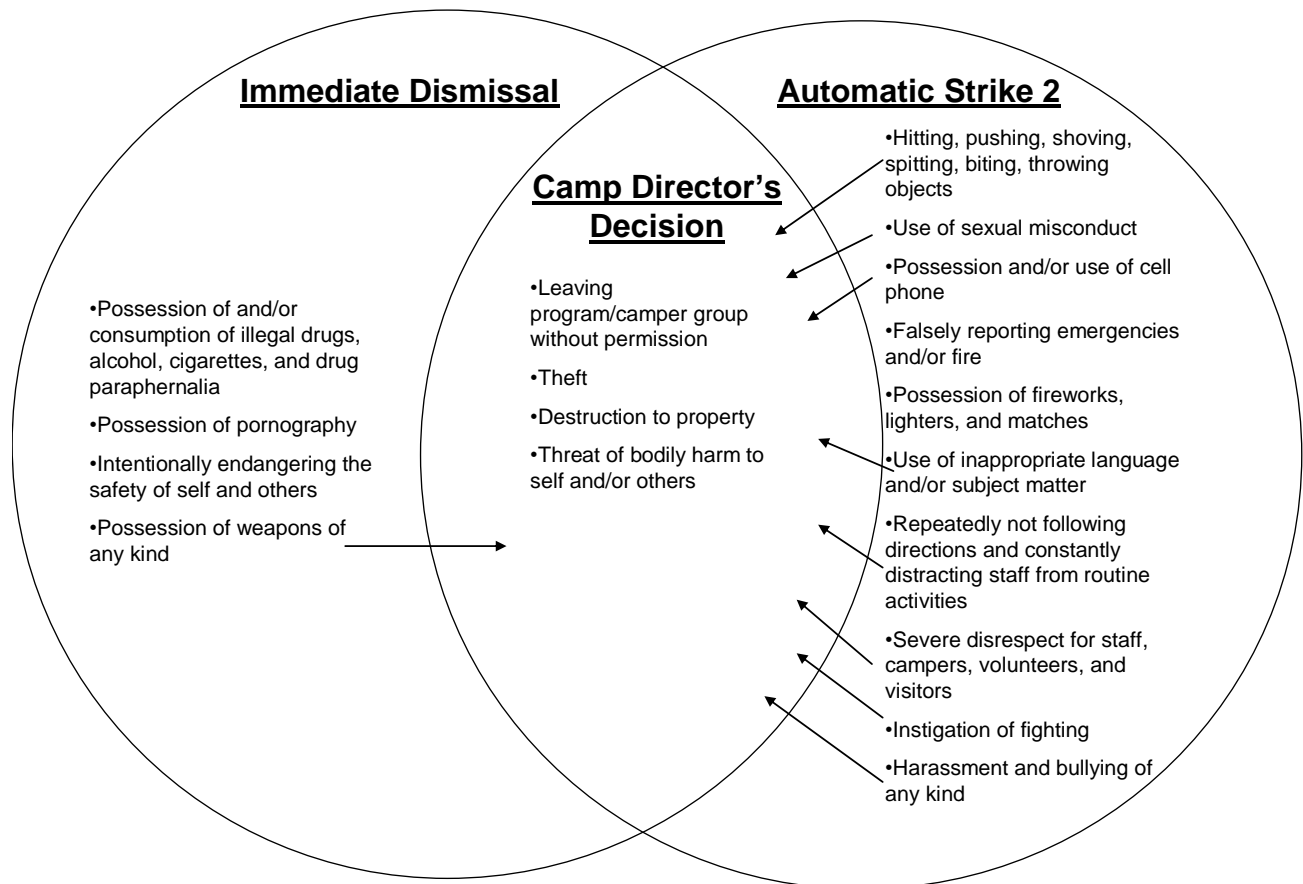 Immediate Dismissal
•Possession of and/or
consumption of illegal drugs,
alcohol, cigarettes, and drug
paraphernalia
•Possession of pornography
•Intentionally endangering the
safety of self and others
•Possession of weapons of
any kind
Camp Director’s
Decision
•Leaving
program/camper group
without permission
•Theft
•Destruction to property
•Threat of bodily harm to
self and/or others
Automatic Strike 2
•Hitting, pushing, shoving,
spitting, biting, throwing
objects
•Use of sexual misconduct
•Possession and/or use of cell
phone
•Falsely reporting emergencies
and/or fire
•Possession of fireworks,
lighters, and matches
•Use of inappropriate language
and/or subject matter
•Repeatedly not following
directions and constantly
distracting staff from routine
activities
•Severe disrespect for staff,
campers, volunteers, and
visitors
•Instigation of fighting
•Harassment and bullying of
any kind